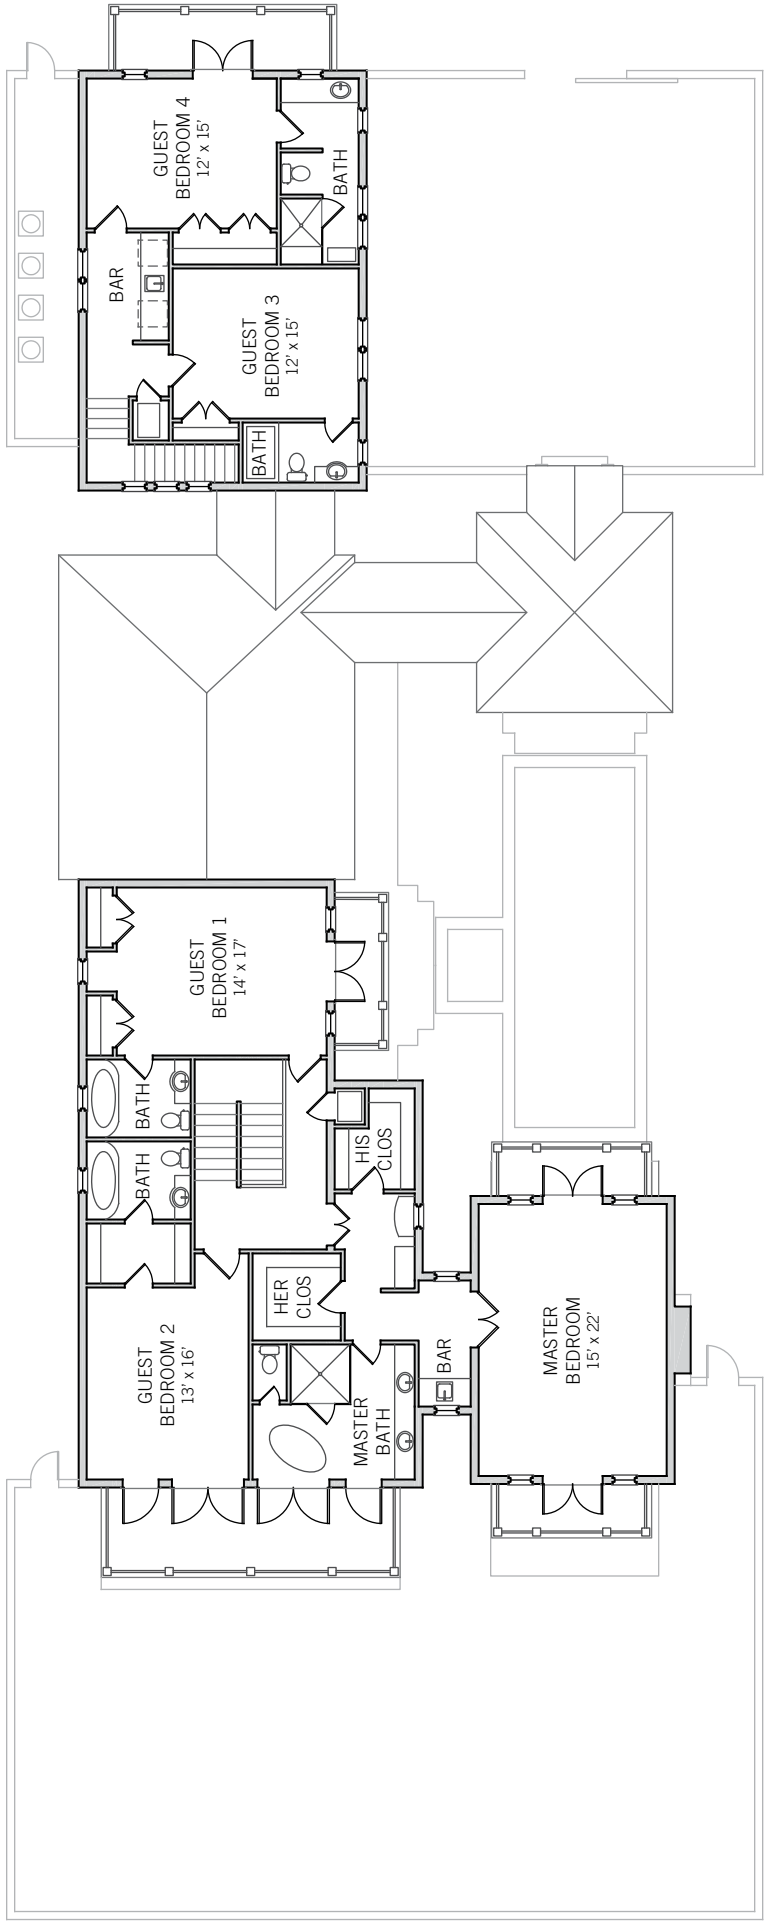 GUEST
BEDROOM 4
12' x 15'
BATH
BAR
GUEST
BEDROOM 3
12' x 15'
BATH
GUEST
BEDROOM 1
14' x 17'
BATH
HIS
CLOS
BATH
HER
CLOS
GUEST
BEDROOM 2
13' x 16'
MASTER
BATH
BAR
MASTER
BEDROOM
15' x 22'